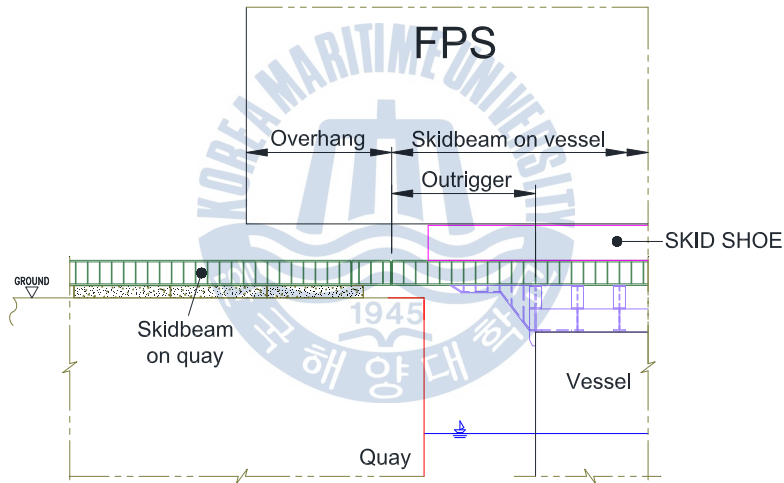 FPS
KOREA MARITIME UNIVERSITY
Overhang
Skidbeam on vessel
Outrigger
SKID SHOE
GROUND
Skidbeam
on quay
1945
Vessel
Quay
국해양대학